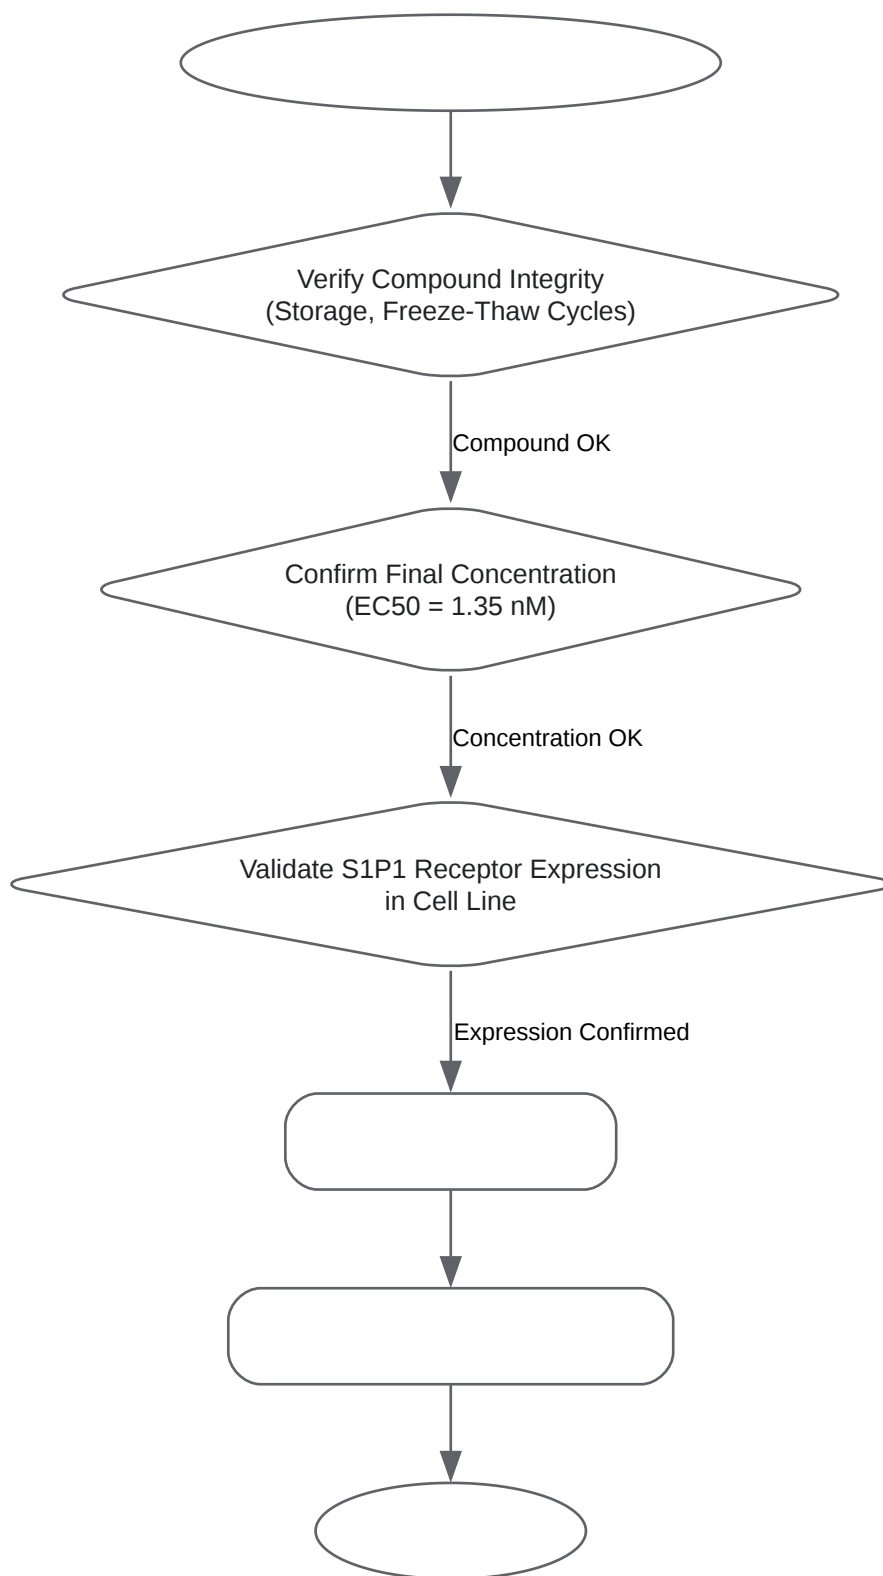 Verify Compound Integrity
(Storage, Freeze-Thaw Cycles)
Compound OK
Confirm Final Concentration
(EC50 = 1.35 nM)
Concentration OK
Validate S1P1 Receptor Expression
in Cell Line
Expression Confirmed